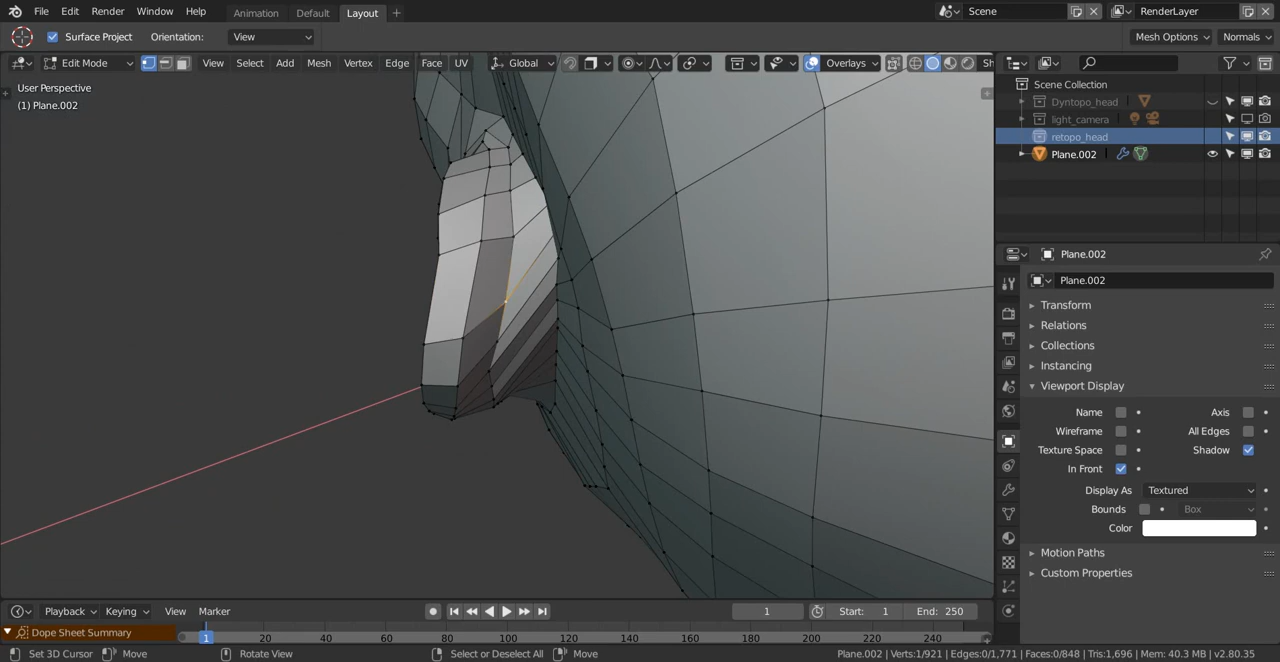 File Edit Render Window Help Animation Default Layout Scene RenderLayer
Surface Project Orientation: View Mesh Options Normals
Edit Mode View Select Add Mesh Vertex Edge Face UV Global Overlays Sh
User Perspective
(1) Plane.002
Scene Collection
Dyntopo_head
light_camera
retopo_head
Plane.002
Plane.002
Plane.002
Transform
Relations
Collections
Instancing
Viewport Display
Name Axis
Wireframe All Edges
Texture Space Shadow
In Front
Display As Textured
Bounds Box
Color
Motion Paths
Custom Properties
Playback Keying View Marker 1 Start: 1 End: 250
Dope Sheet Summary 1 20 40 60 80 100 120 140 160 180 200 220 240
Set 3D Cursor Move Rotate View Select or Deselect All Move Plane.002 | Verts:1/921 | Edges:0/1,771 | Faces:0/848 | Tris:1,696 | Mem: 40.3 MB | v2.80.35